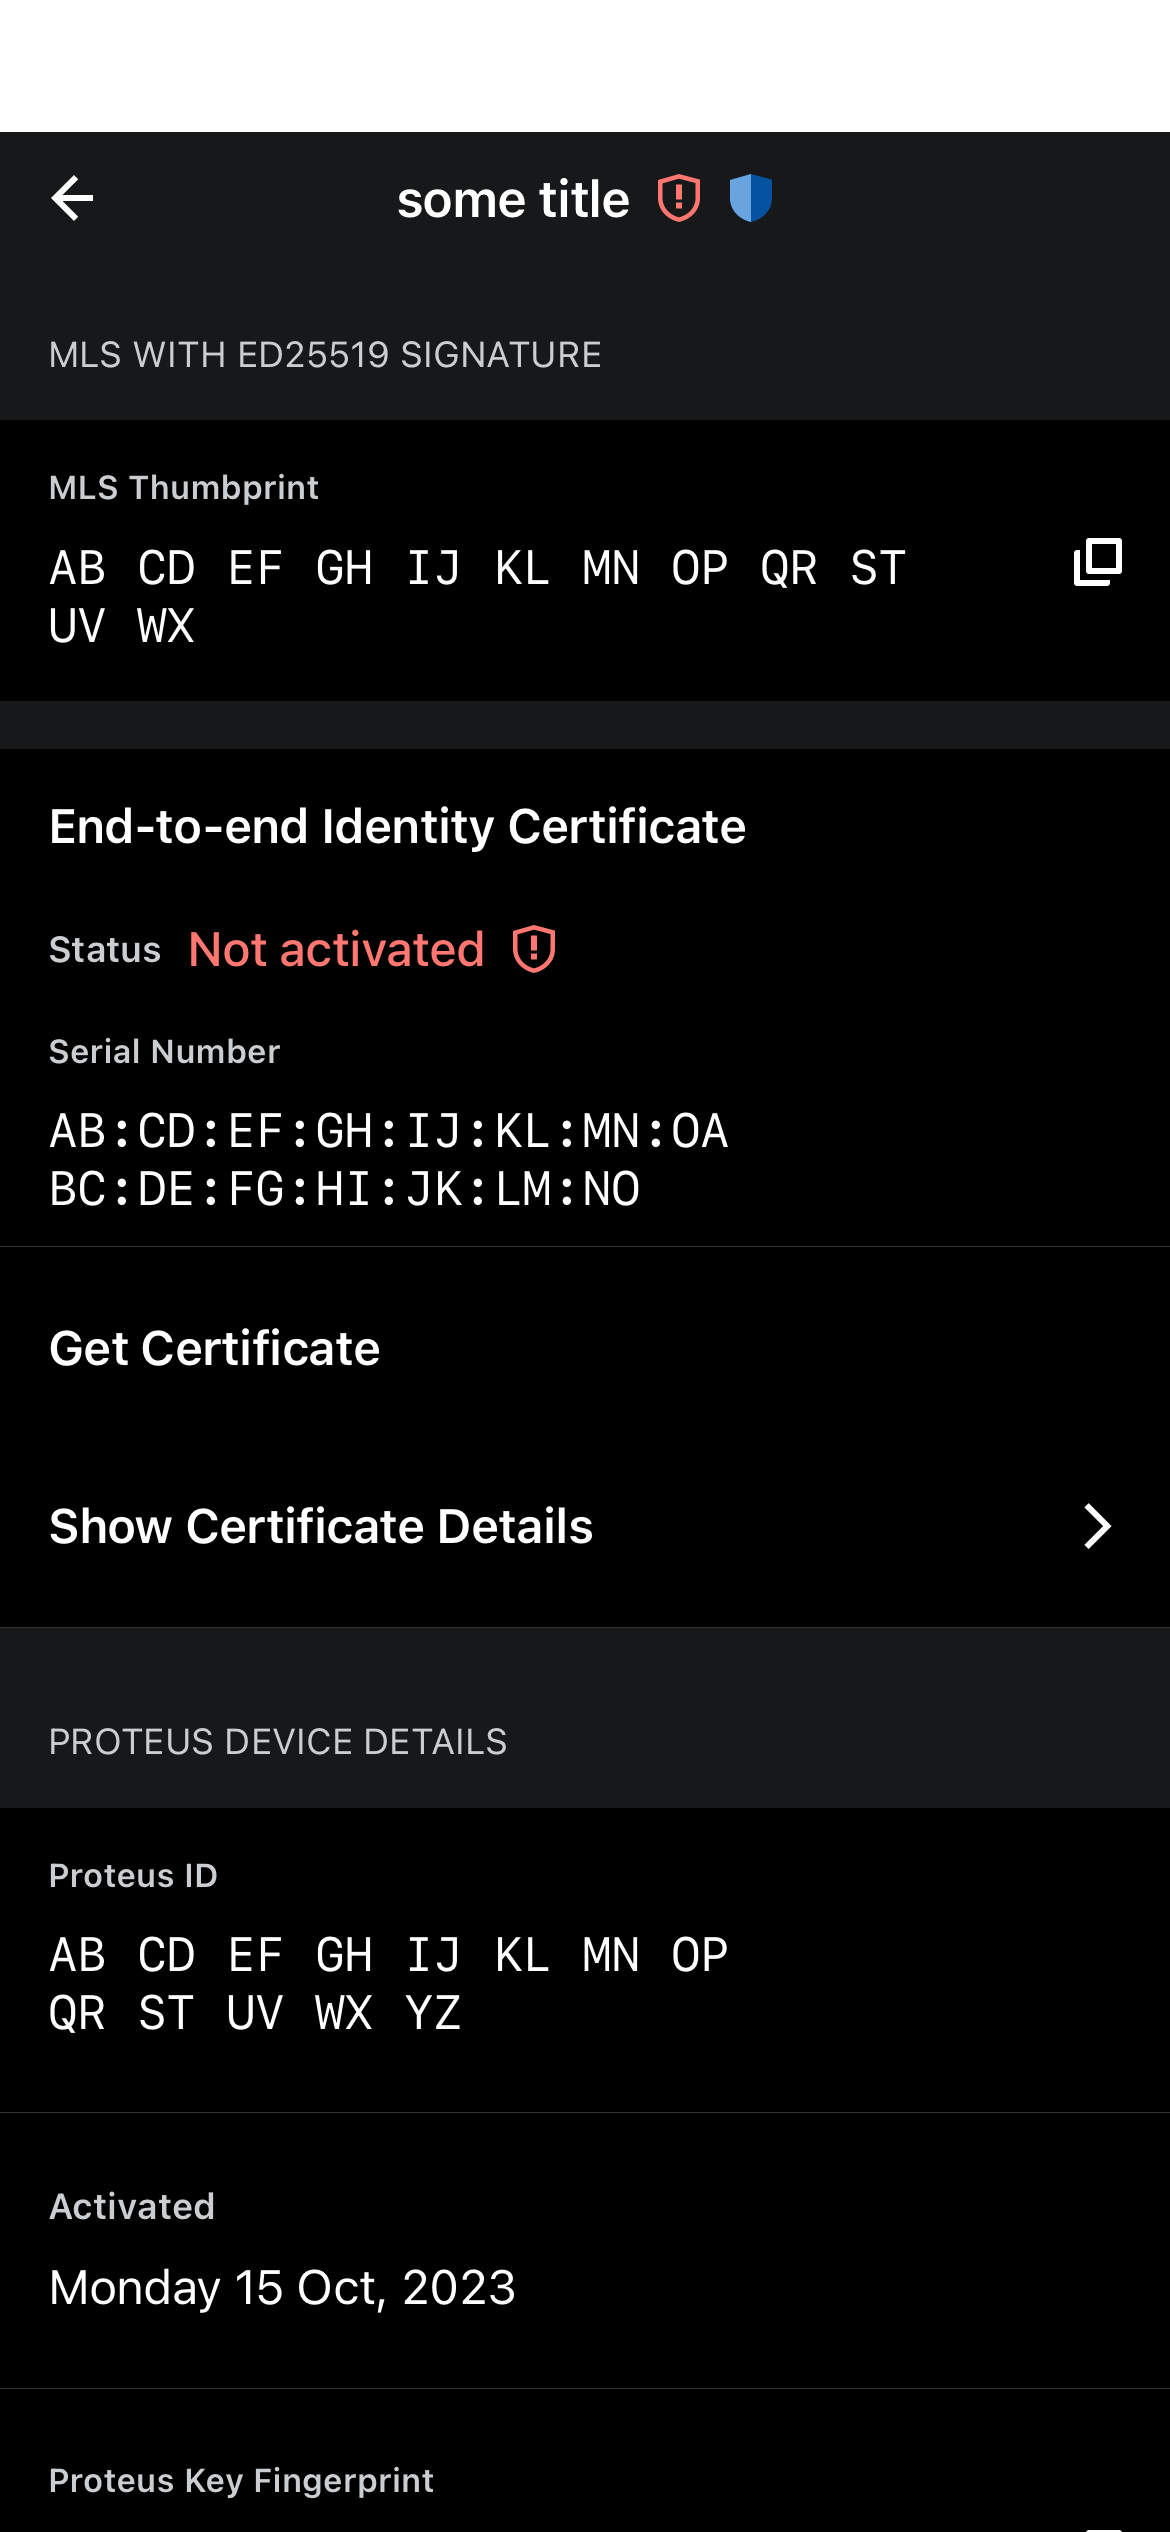 some title
MLS WITH ED25519 SIGNATURE
MLS Thumbprint
AB CD EF GH IJ KL MN OP QR ST
UV WX
End-to-end Identity Certificate
Status Not activated
Serial Number
AB:CD:EF:GH:IJ:KL:MN:OA
BC:DE:FG:HI:JK:LM:NO
Get Certificate
Show Certificate Details
PROTEUS DEVICE DETAILS
Proteus ID
AB CD EF GH IJ KL MN OP
QR ST UV WX YZ
Activated
Monday 15 Oct, 2023
Proteus Key Fingerprint